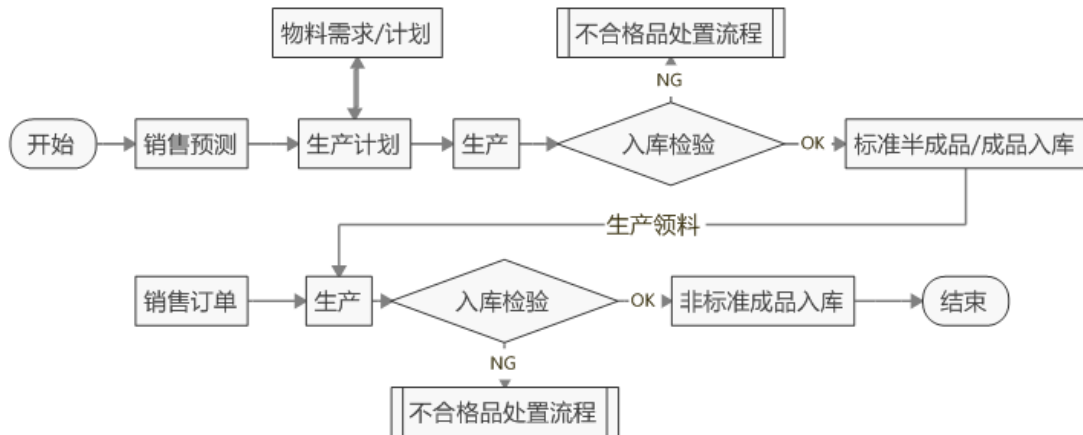 物料需求/计划
不合格品处置流程
NG
开始
销售预测
生产计划
生产
入库检验
OK
标准半成品/成品入库
生产领料
销售订单
生产
入库检验
OK
非标准成品入库
结束
NG
不合格品处置流程